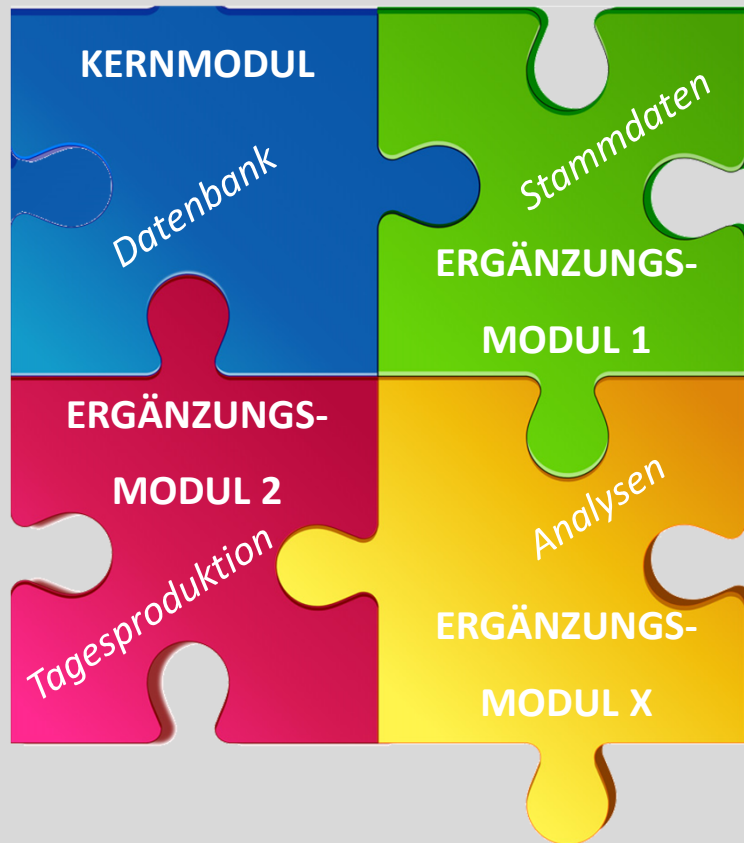 KERNMODUL
Datenbank
Stammdaten
ERGÄNZUNGS-
MODUL 1
ERGÄNZUNGS-
MODUL 2
Tagesproduktion
Analysen
ERGÄNZUNGS-
MODUL X